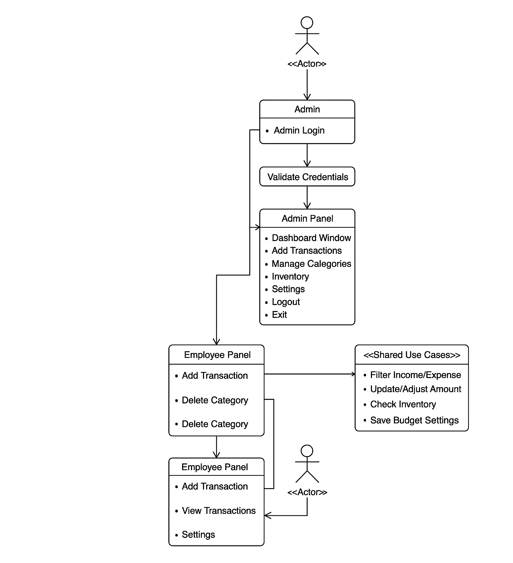 <<Actor>>
Admin
• Admin Login
Validate Credentials
Admin Panel
• Dashboard Window
• Add Transactions
• Manage Calegories
• Inventory
• Settings
• Logout
• Exit
Employee Panel
• Add Transaction
• Delete Category
• Delete Category
<<Shared Use Cases>>
• Filter Income/Expense
• Update/Adjust Amount
• Check Inventory
• Save Budget Settings
Employee Panel
• Add Transaction
• View Transactions
• Settings
<<Actor>>